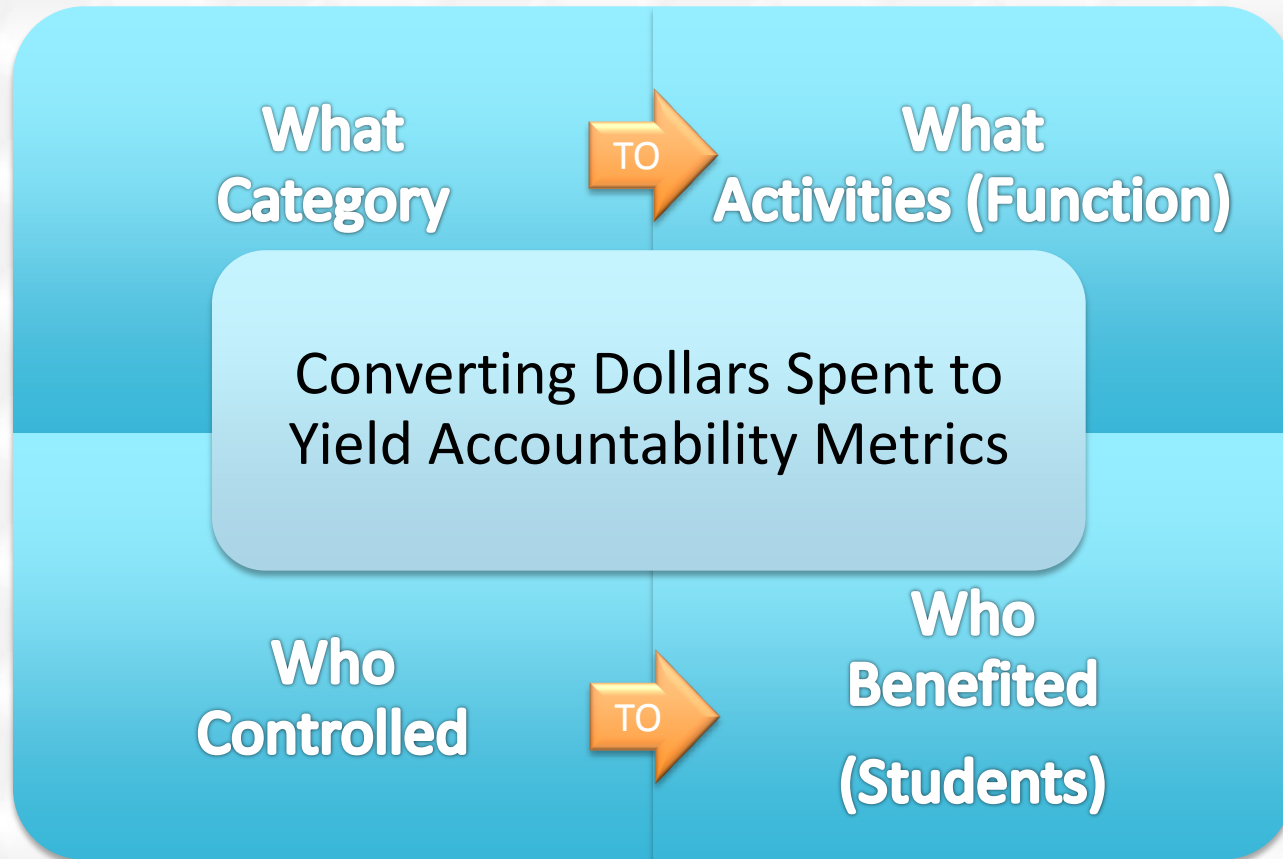 What
Category
TO
What
Activities (Function)
Converting Dollars Spent to
Yield Accountability Metrics
Who
Controlled
TO
Who
Benefited
(Students)